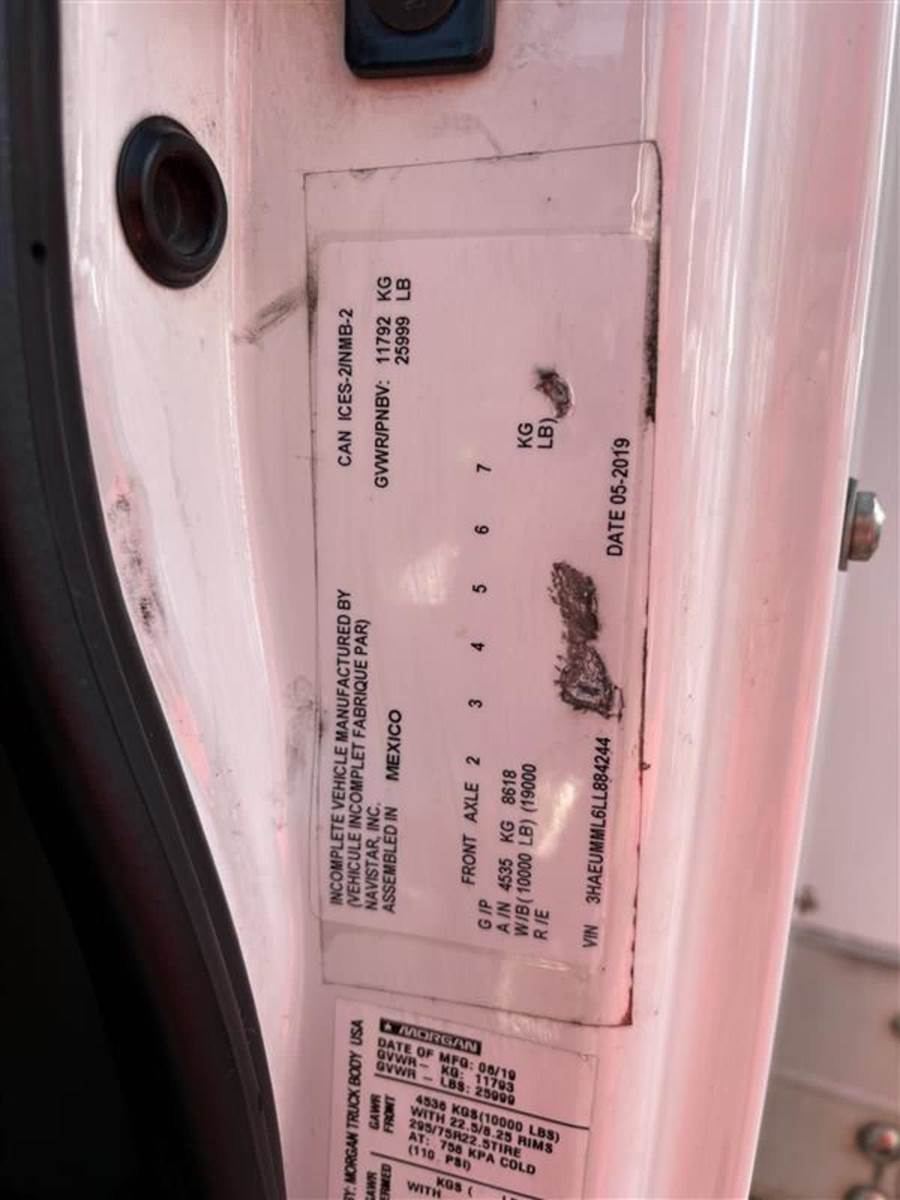 INCOMPLETE VEHICLE MANUFACTURED BY
(VEHICULE INCOMPLET FABRIQUE PAR)
NAVISTAR, INC.
ASSEMBLED IN MEXICO
CAN ICES-2/NMB-2
GVWR/PNBV: 11792 KG
25999 LB
FRONT AXLE 2 3 4 5 6 7
G /P
A /N 4535 KG 8618 KG
W/B (10000 LB) (19000 LB)
R /E
VIN 3HAEUMML6LL884244 DATE 05-2019
BY: MORGAN TRUCK BODY USA
MORGAN
DATE OF MFG: 08/19
GVWR- KG: 11793
GVWR - LBS: 25999
GAWR
FRONT
4536 KGS(10000 LBS)
WITH 22.5/8.25 RIMS
295/75R22.5TIRE
AT: 758 KPA COLD
(110 PSI)
GAWR
KGS (
WITH